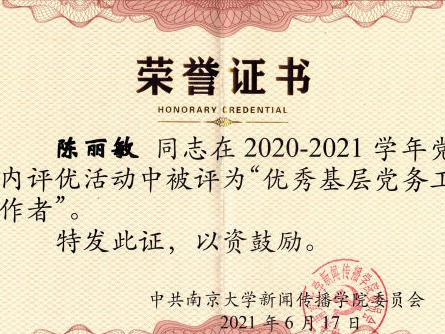 荣誉证书
HONORARY CREDENTIAL
陈丽敏 同志在 2020-2021 学年党
内评优活动中被评为“优秀基层党务工
作者”。
特发此证，以资鼓励。
中共南京大学新闻传播学院委员会
2021 年 6 月 17 日